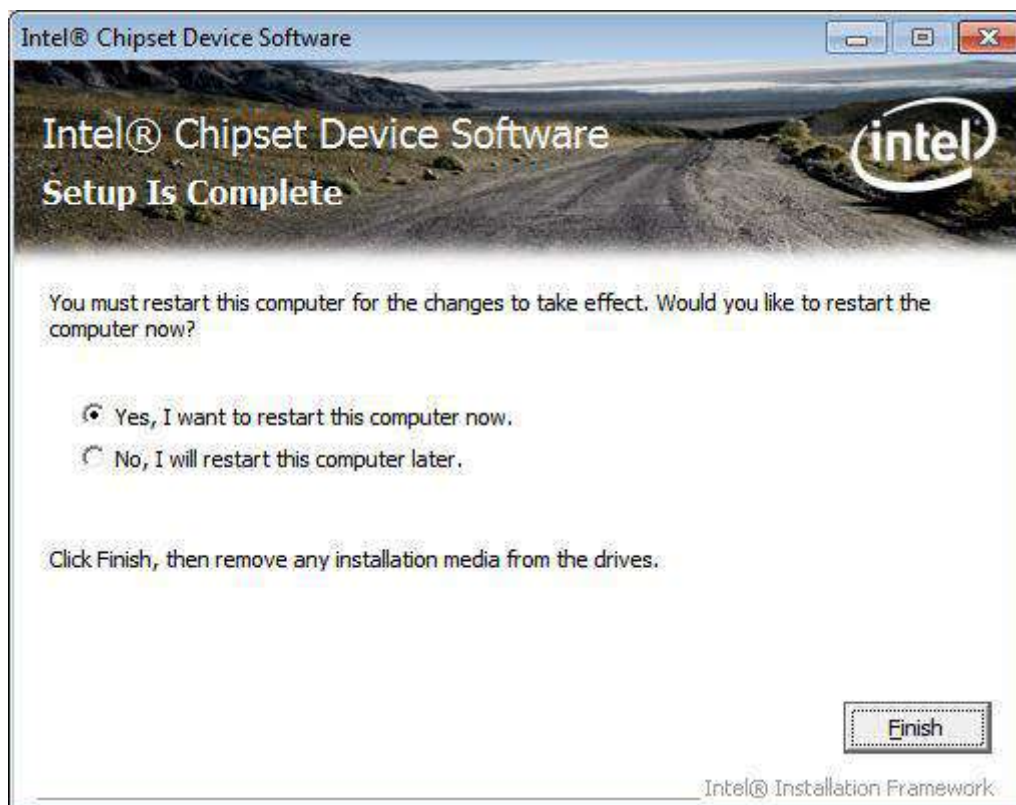 Intel® Chipset Device Software
Intel® Chipset Device Software
intel
Setup Is Complete
You must restart this computer for the changes to take effect. Would you like to restart the
computer now?
Yes, I want to restart this computer now.
No, I will restart this computer later.
Click Finish, then remove any installation media from the drives.
Finish
Intel® Installation Framework